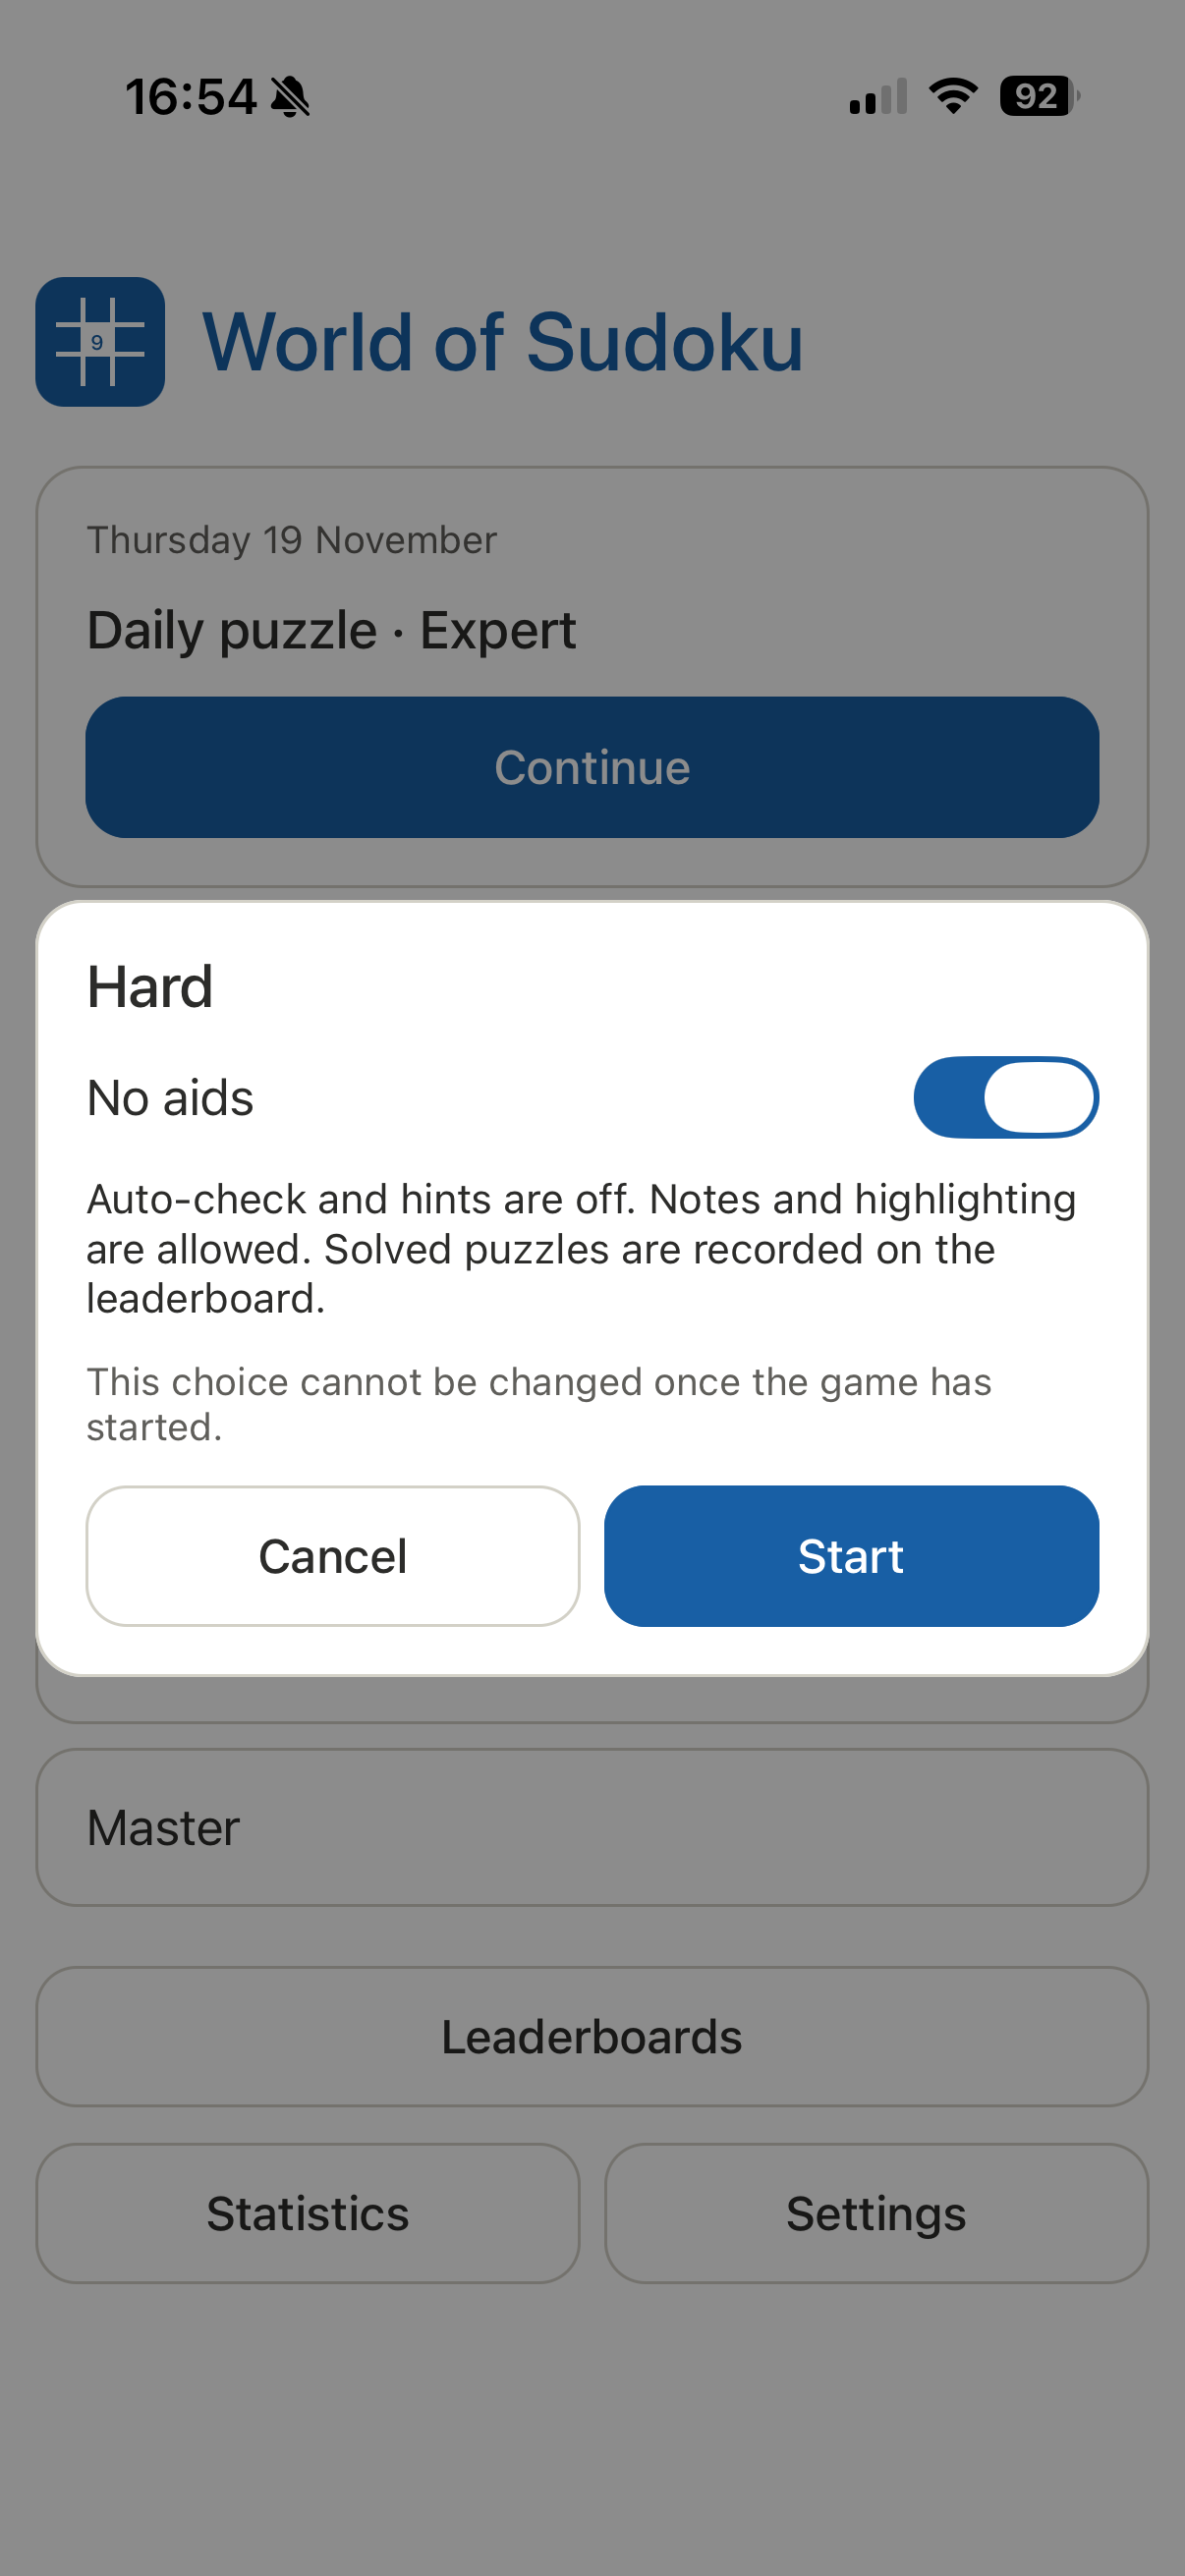 16:54
92
9
World of Sudoku
Thursday 19 November
Daily puzzle · Expert
Continue
Hard
No aids
Auto-check and hints are off. Notes and highlighting
are allowed. Solved puzzles are recorded on the
leaderboard.
This choice cannot be changed once the game has
started.
Cancel
Start
Master
Leaderboards
Statistics
Settings